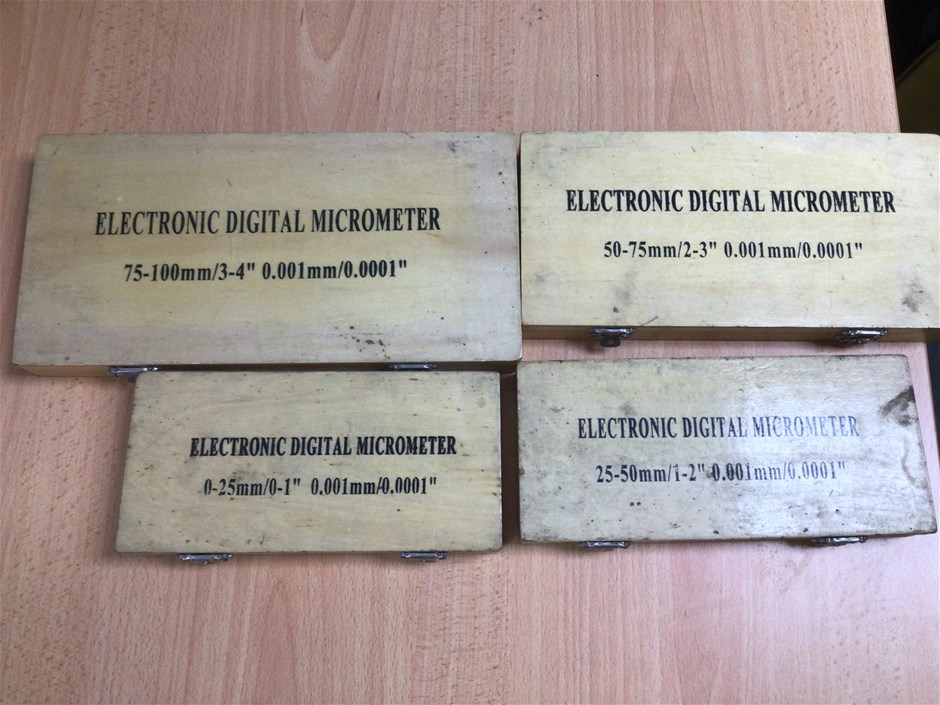 ELECTRONIC DIGITAL MICROMETER
75-100mm/3-4" 0.001mm/0.0001"
ELECTRONIC DIGITAL MICROMETER
50-75mm/2-3" 0.001mm/0.0001"
ELECTRONIC DIGITAL MICROMETER
0-25mm/0-1" 0.001mm/0.0001"
ELECTRONIC DIGITAL MICROMETER
25-50mm/1-2" 0.001mm/0.0001"